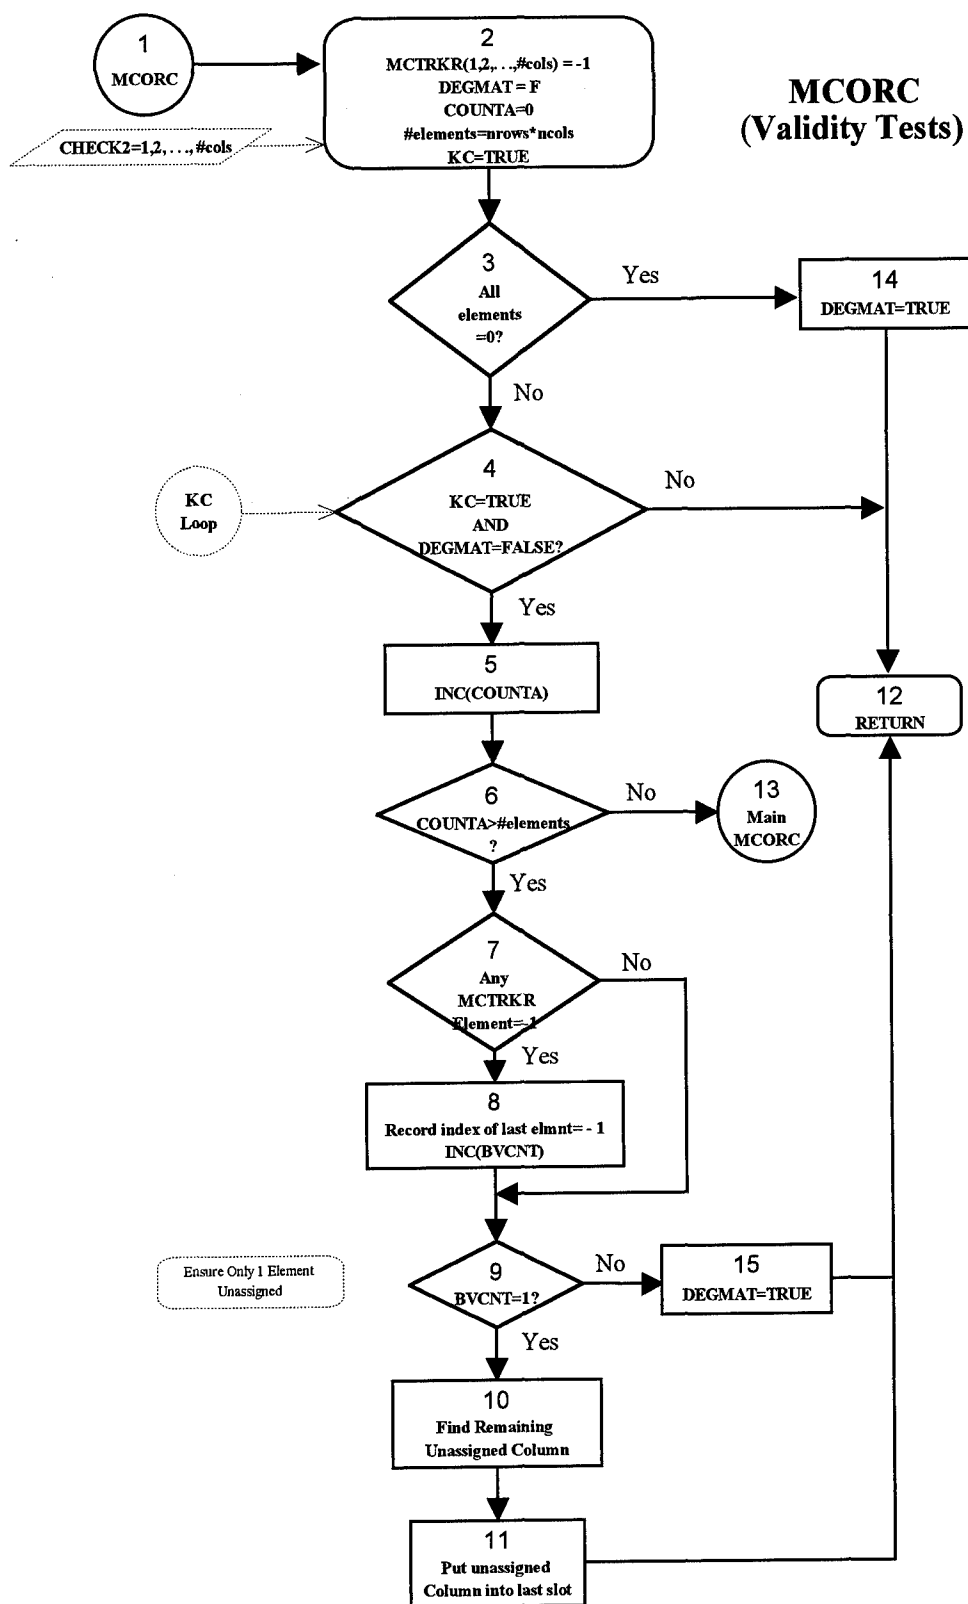 MCORC
(Validity Tests)
1
MCORC
2
MCTRKR(1,2,...,#cols) = -1
DEGMAT = F
COUNTA=0
#elements=nrows*ncols
KC=TRUE
CHECK2=1,2, ..., #cols
3
All
elements
=0?
Yes
14
DEGMAT=TRUE
No
4
KC=TRUE
AND
DEGMAT=FALSE?
No
KC
Loop
Yes
5
INC(COUNTA)
12
RETURN
6
COUNTA>#elements
?
No
13
Main
MCORC
Yes
7
Any
MCTRKR
Element=-1
No
Yes
8
Record index of last elmnt= - 1
INC(BVCNT)
Ensure Only 1 Element
Unassigned
9
BVCNT=1?
No
15
DEGMAT=TRUE
Yes
10
Find Remaining
Unassigned Column
11
Put unassigned
Column into last slot